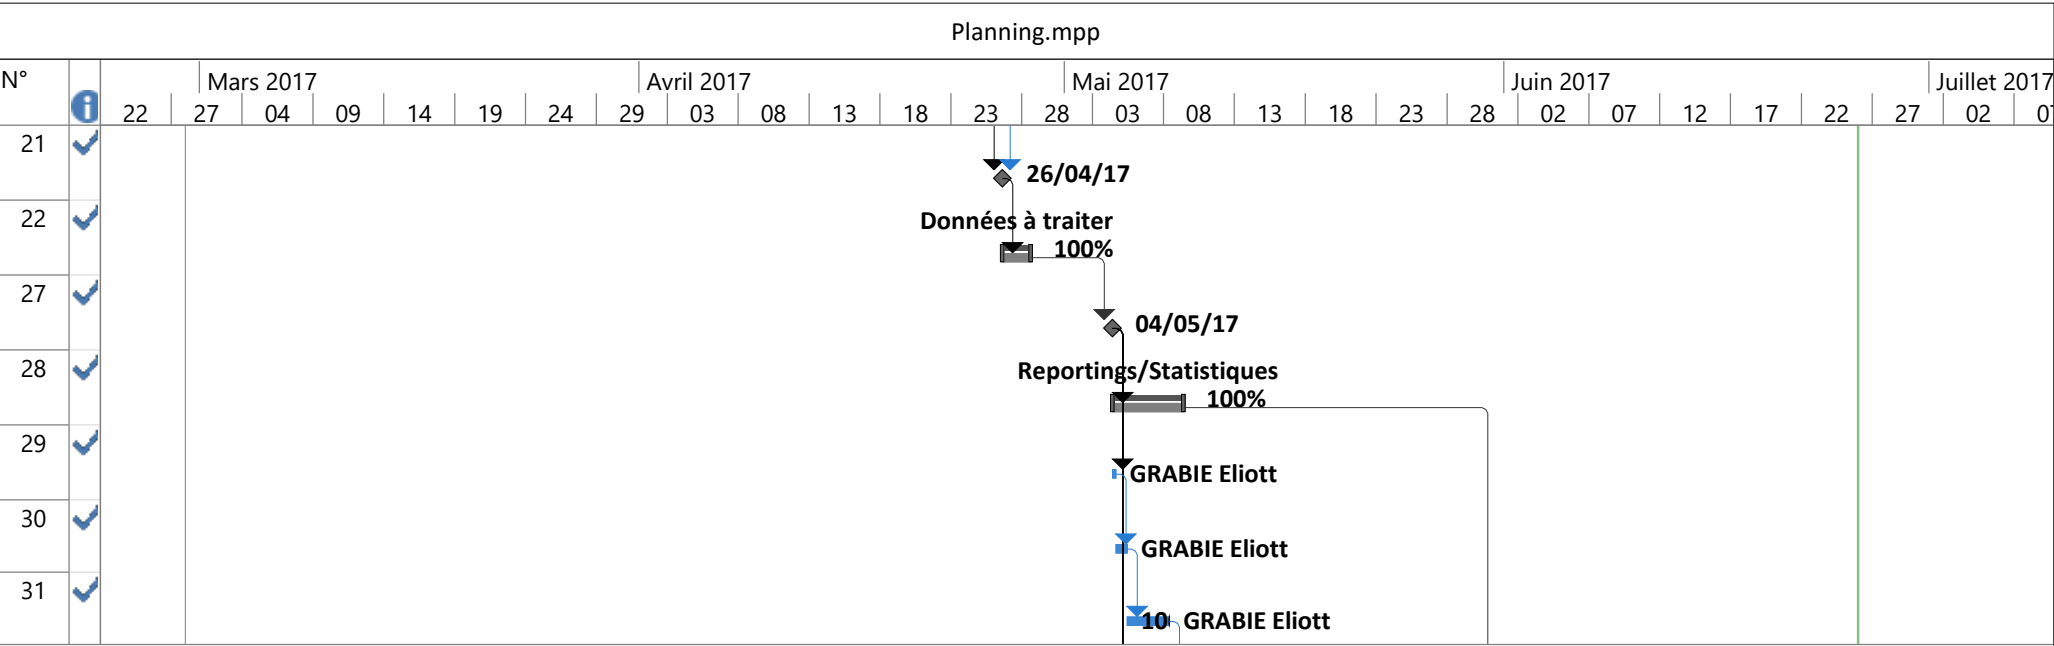 Planning.mpp
N°
Mars 2017 Avril 2017 Mai 2017 Juin 2017 Juillet 2017
22 27 04 09 14 19 24 29 03 08 13 18 23 28 03 08 13 18 23 28 02 07 12 17 22 27 02 07
21
26/04/17
22
Données à traiter
100%
27
04/05/17
28
Reportings/Statistiques
100%
29
GRABIE Eliott
30
GRABIE Eliott
31
10 GRABIE Eliott